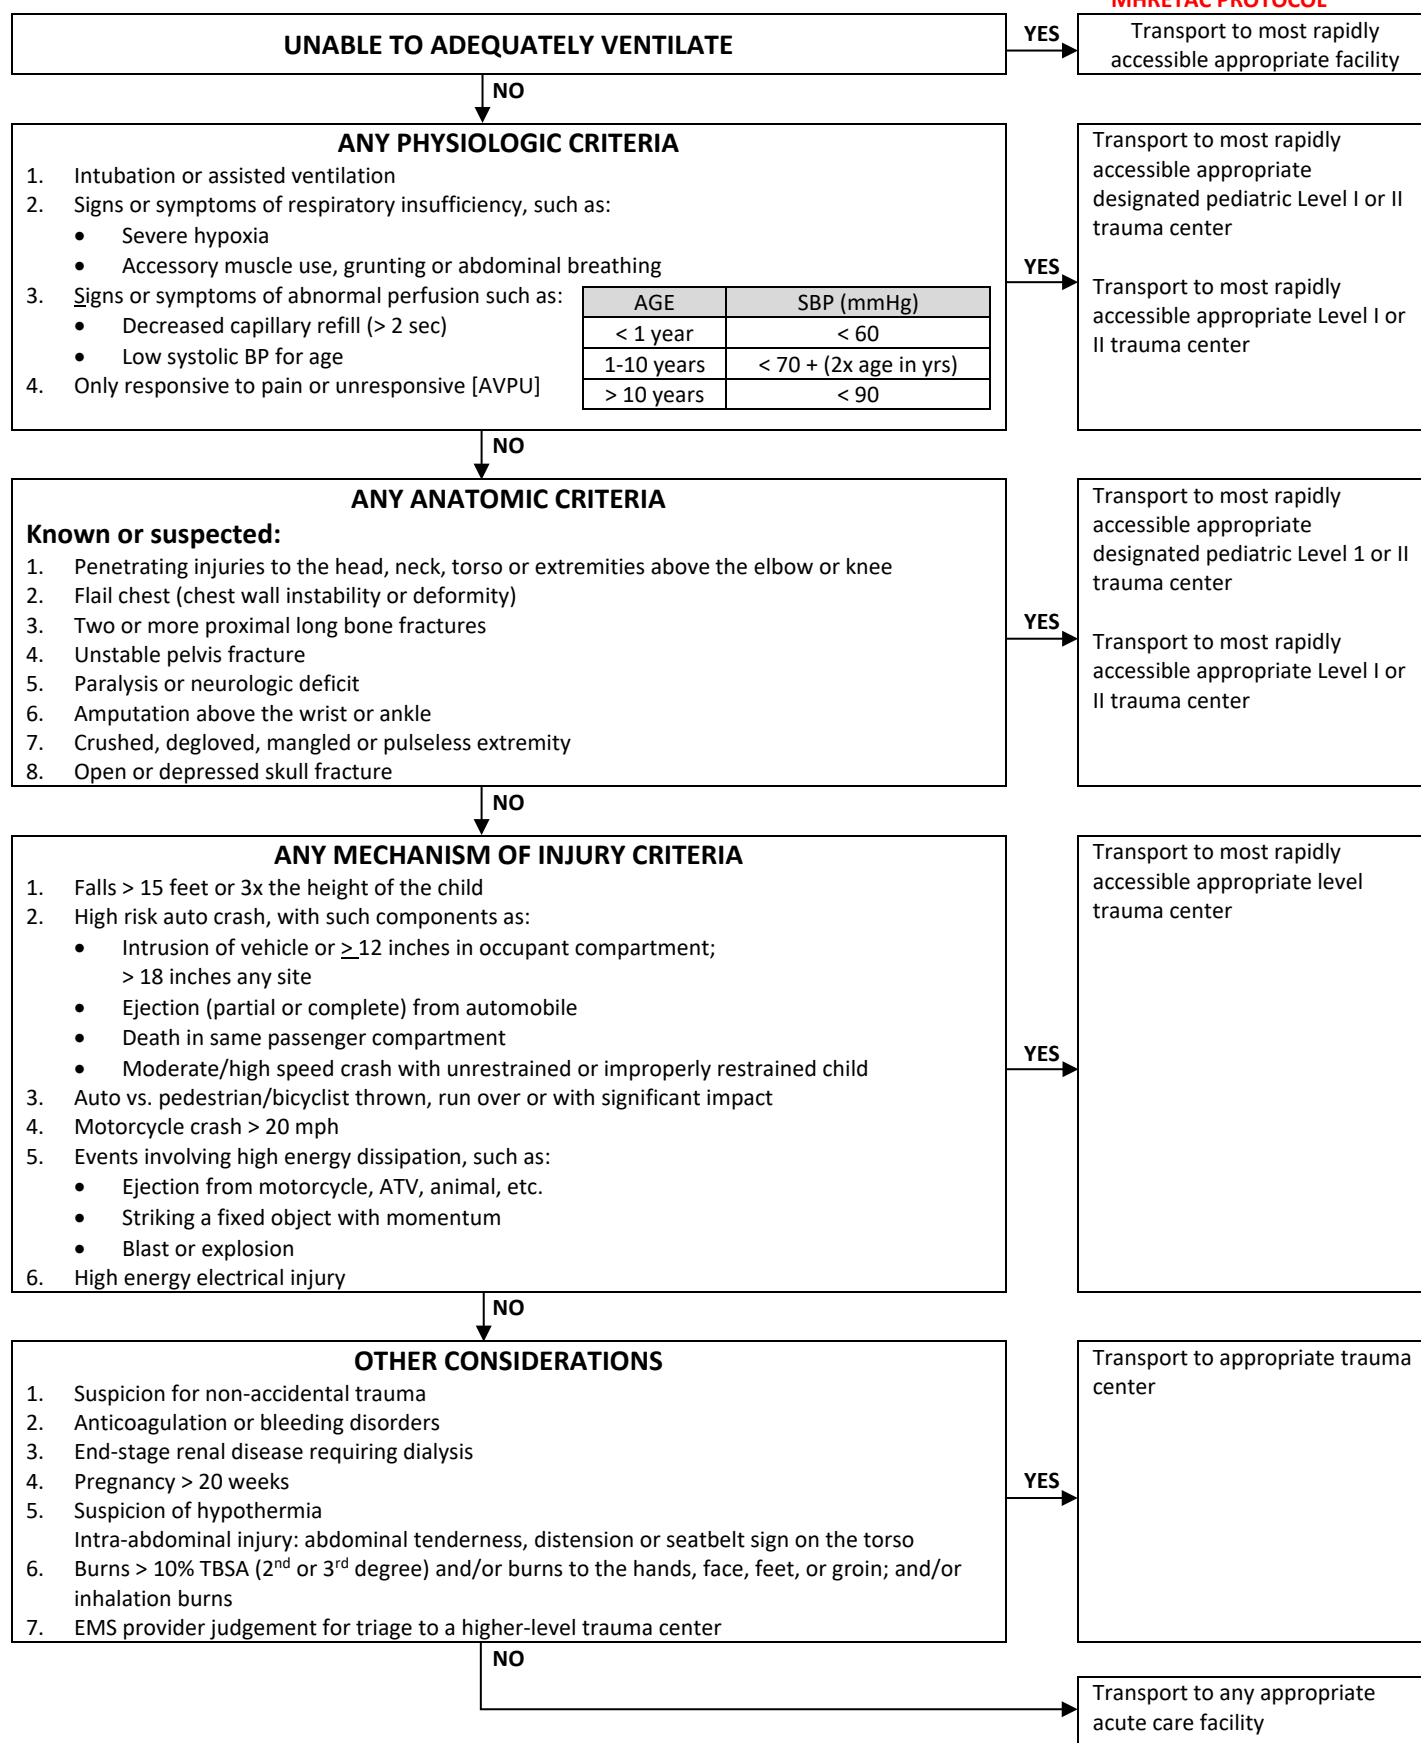 MHRETAC PROTOCOL
UNABLE TO ADEQUATELY VENTILATE
YES
Transport to most rapidly
accessible appropriate facility
NO
ANY PHYSIOLOGIC CRITERIA
1. Intubation or assisted ventilation
2. Signs or symptoms of respiratory insufficiency, such as:
• Severe hypoxia
• Accessory muscle use, grunting or abdominal breathing
3. Signs or symptoms of abnormal perfusion such as:
• Decreased capillary refill (> 2 sec)
• Low systolic BP for age
4. Only responsive to pain or unresponsive [AVPU]
AGE SBP (mmHg)
< 1 year < 60
1-10 years < 70 + (2x age in yrs)
> 10 years < 90
YES
Transport to most rapidly
accessible appropriate
designated pediatric Level I or II
trauma center
Transport to most rapidly
accessible appropriate Level I or
II trauma center
NO
ANY ANATOMIC CRITERIA
Known or suspected:
1. Penetrating injuries to the head, neck, torso or extremities above the elbow or knee
2. Flail chest (chest wall instability or deformity)
3. Two or more proximal long bone fractures
4. Unstable pelvis fracture
5. Paralysis or neurologic deficit
6. Amputation above the wrist or ankle
7. Crushed, degloved, mangled or pulseless extremity
8. Open or depressed skull fracture
YES
Transport to most rapidly
accessible appropriate
designated pediatric Level 1 or II
trauma center
Transport to most rapidly
accessible appropriate Level I or
II trauma center
NO
ANY MECHANISM OF INJURY CRITERIA
1. Falls > 15 feet or 3x the height of the child
2. High risk auto crash, with such components as:
• Intrusion of vehicle or > 12 inches in occupant compartment;
> 18 inches any site
• Ejection (partial or complete) from automobile
• Death in same passenger compartment
• Moderate/high speed crash with unrestrained or improperly restrained child
3. Auto vs. pedestrian/bicyclist thrown, run over or with significant impact
4. Motorcycle crash > 20 mph
5. Events involving high energy dissipation, such as:
• Ejection from motorcycle, ATV, animal, etc.
• Striking a fixed object with momentum
• Blast or explosion
6. High energy electrical injury
YES
Transport to most rapidly
accessible appropriate level
trauma center
NO
OTHER CONSIDERATIONS
1. Suspicion for non-accidental trauma
2. Anticoagulation or bleeding disorders
3. End-stage renal disease requiring dialysis
4. Pregnancy > 20 weeks
5. Suspicion of hypothermia
Intra-abdominal injury: abdominal tenderness, distension or seatbelt sign on the torso
6. Burns > 10% TBSA (2nd or 3rd degree) and/or burns to the hands, face, feet, or groin; and/or
inhalation burns
7. EMS provider judgement for triage to a higher-level trauma center
YES
Transport to appropriate trauma
center
NO
Transport to any appropriate
acute care facility